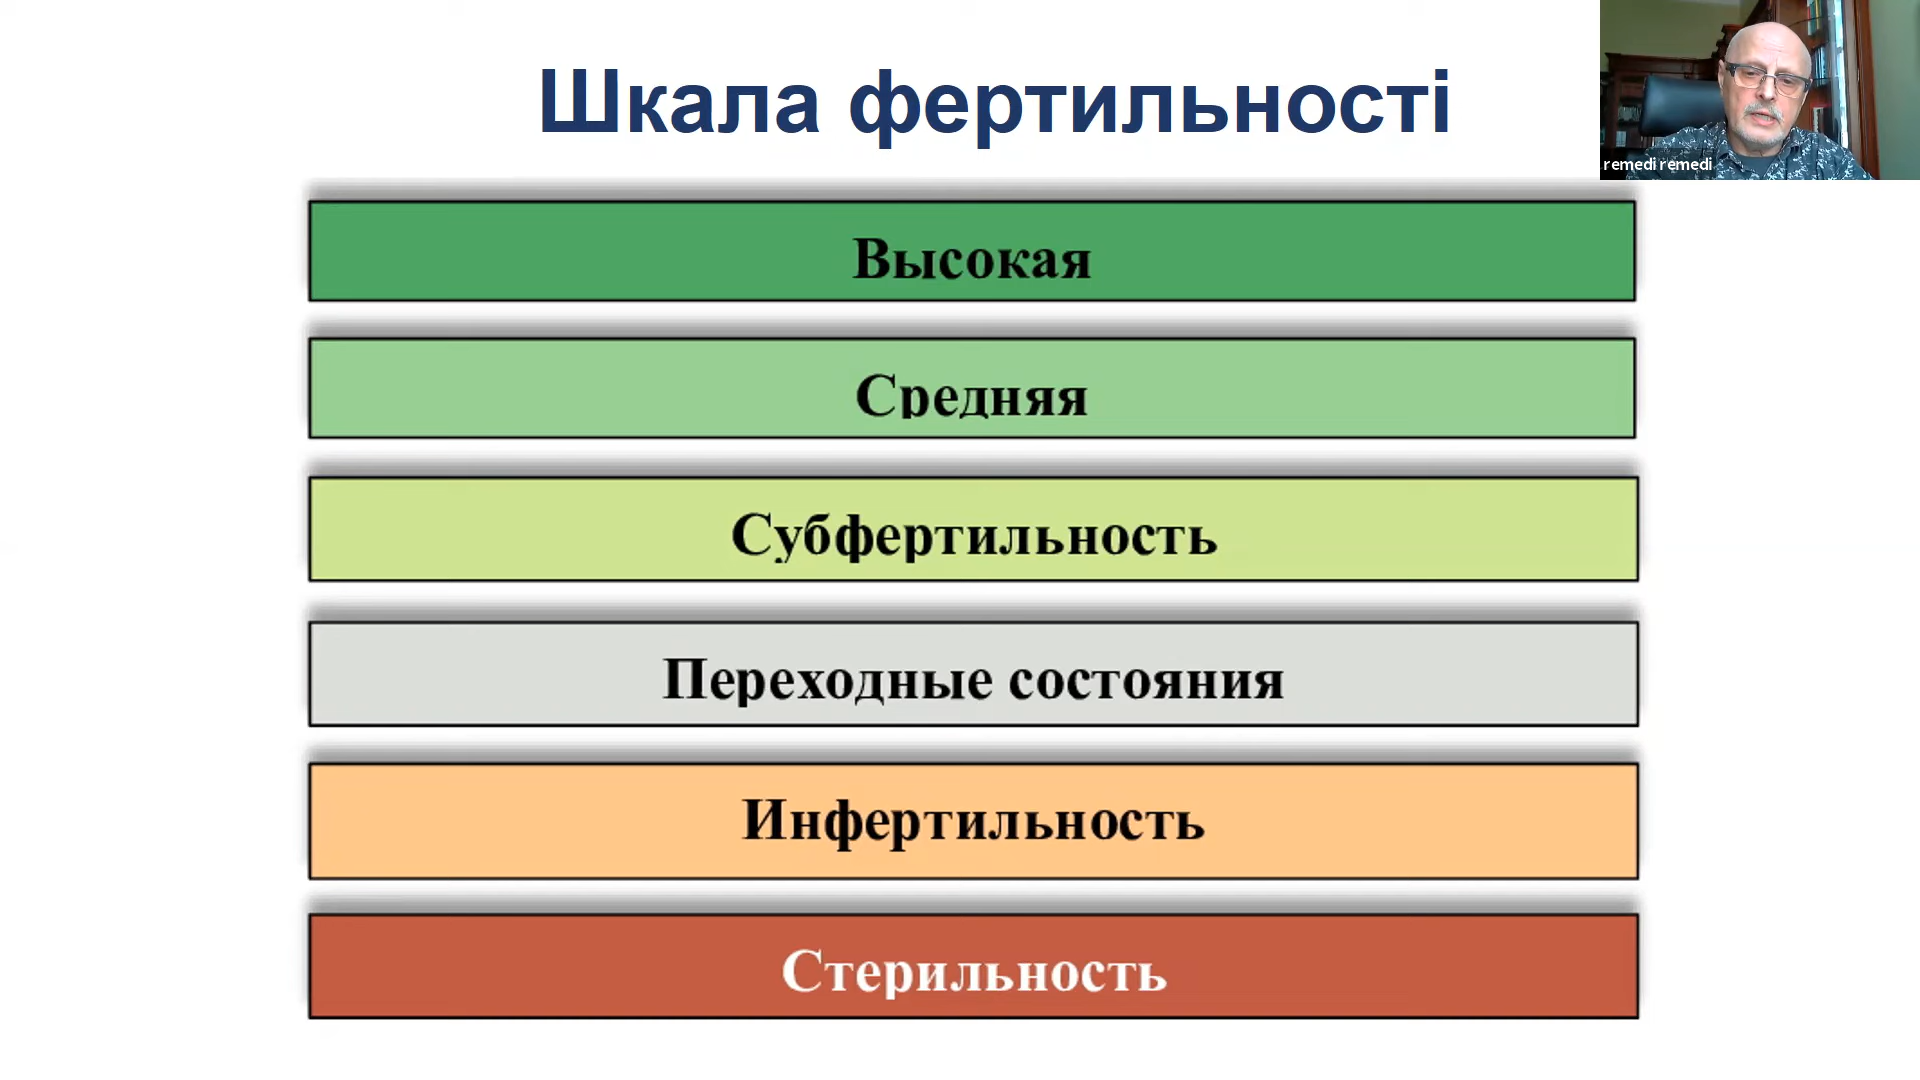 Шкала фертильності
remedi remedi
Высокая
Средняя
Субфертильность
Переходные состояния
Инфертильность
Стерильность